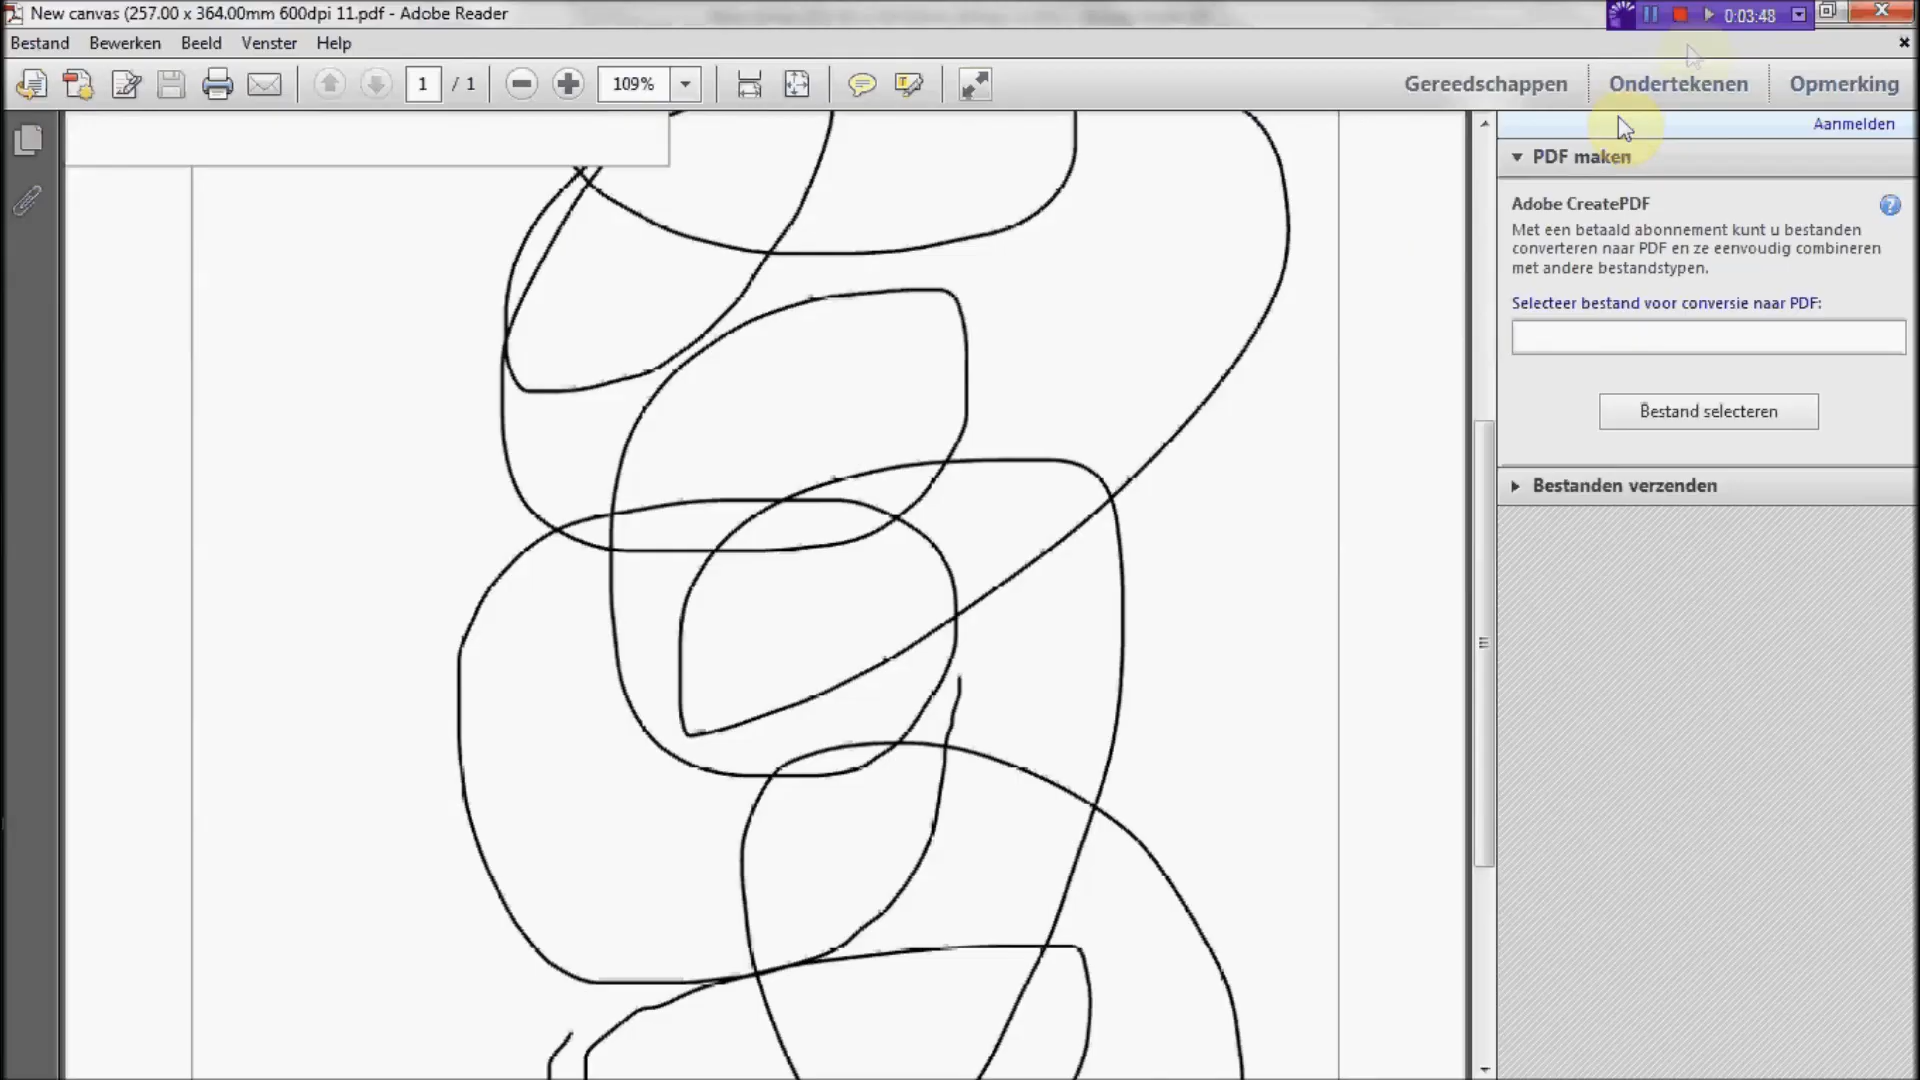 New canvas (257.00 x 364.00mm 600dpi 11.pdf - Adobe Reader
0:03:48
Bestand Bewerken Beeld Venster Help
1 / 1 109% Gereedschappen Ondertekenen Opmerking
Aanmelden
PDF maken
Adobe CreatePDF
Met een betaald abonnement kunt u bestanden
converteren naar PDF en ze eenvoudig combineren
met andere bestandstypen.
Selecteer bestand voor conversie naar PDF:
Bestand selecteren
Bestanden verzenden